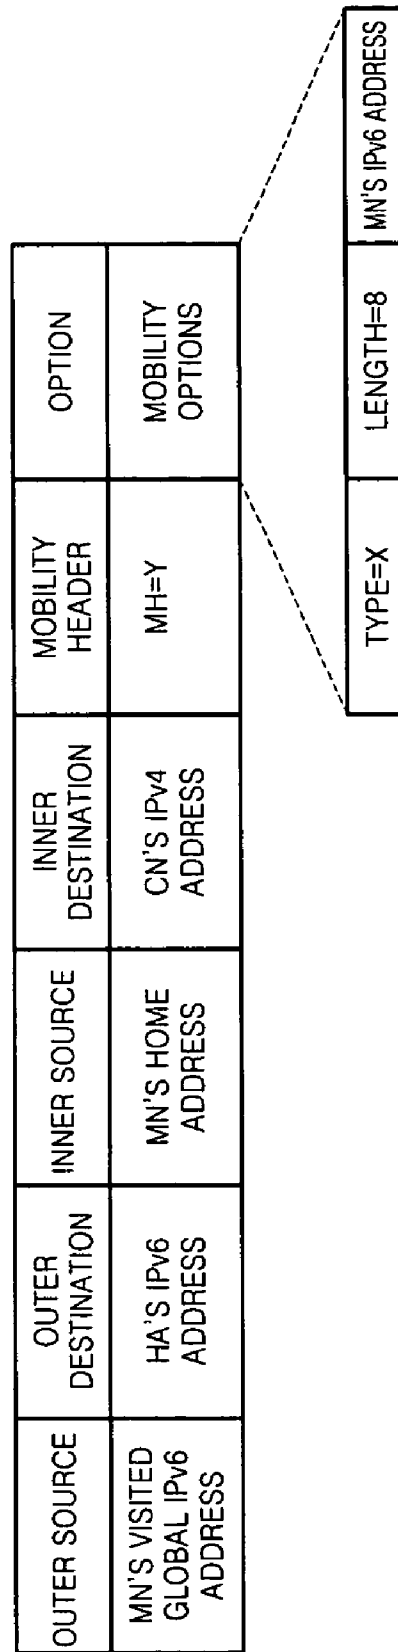 OUTER SOURCE
OUTER
DESTINATION
INNER SOURCE
INNER
DESTINATION
MOBILITY
HEADER
OPTION
MN'S VISITED
GLOBAL IPv6
ADDRESS
HA'S IPv6
ADDRESS
MN'S HOME
ADDRESS
CN'S IPv4
ADDRESS
MH=Y
MOBILITY
OPTIONS
TYPE=X
LENGTH=8
MN'S IPv6 ADDRESS